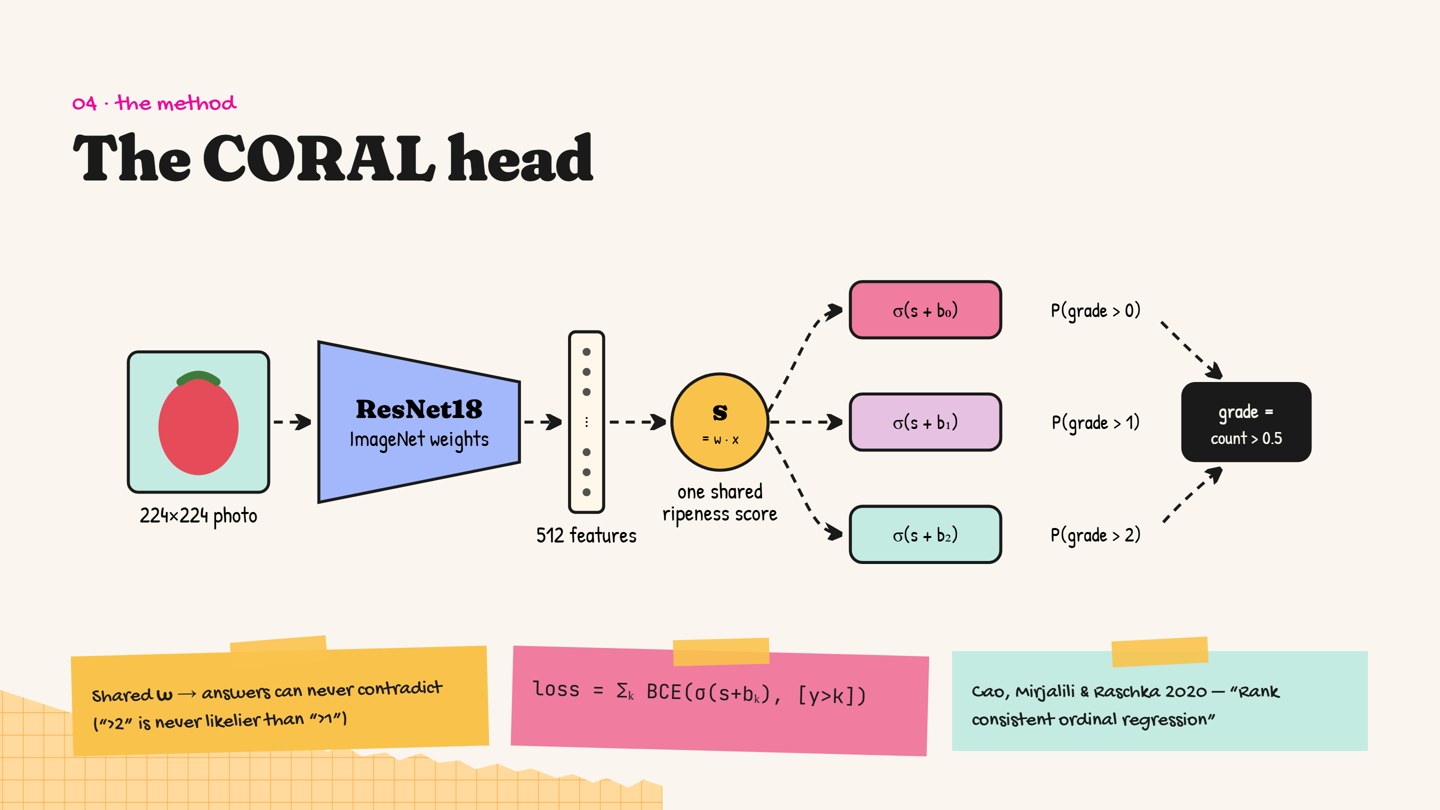 04 · the method
The CORAL head
224×224 photo
ResNet18
ImageNet weights
⋮
512 features
s
= w · x
one shared
ripeness score
σ(s + b₀)
P(grade > 0)
σ(s + b₁)
P(grade > 1)
σ(s + b₂)
P(grade > 2)
grade =
count > 0.5
Shared w → answers can never contradict
(“>2” is never likelier than “>1”)
loss = Σₖ BCE(σ(s+bₖ), [y>k])
Cao, Mirjalili & Raschka 2020 — “Rank
consistent ordinal regression”